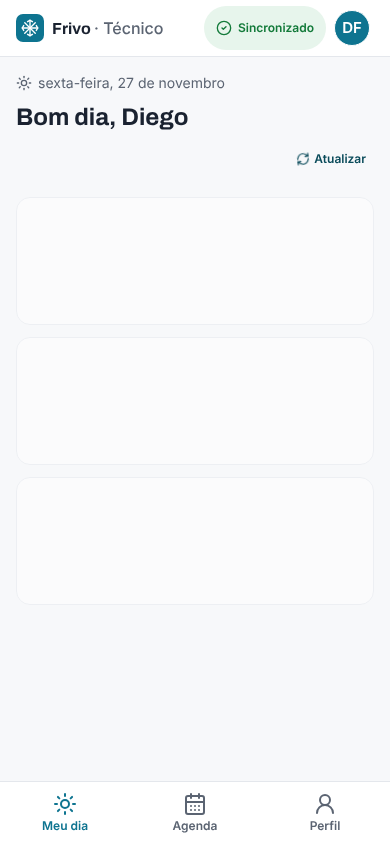 Frivo · Técnico
Sincronizado
DF
sexta-feira, 27 de novembro
Bom dia, Diego
Atualizar
Meu dia
Agenda
Perfil